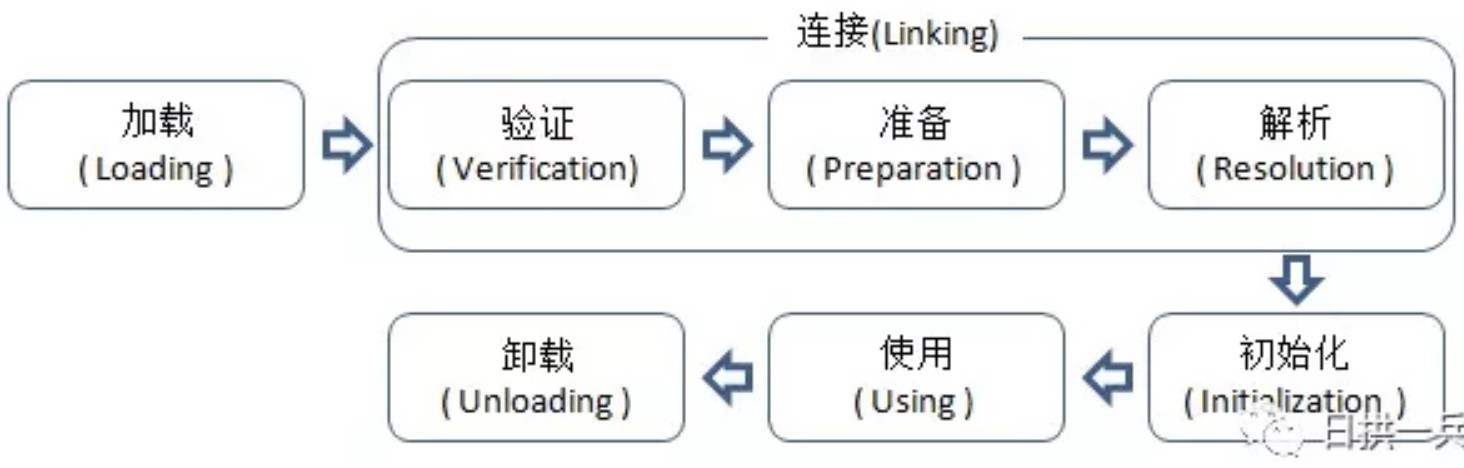 连接(Linking)
加载
( Loading )
验证
( Verification)
准备
( Preparation )
解析
( Resolution )
初始化
( Initialization )
使用
( Using )
卸载
( Unloading )
日拱一兵